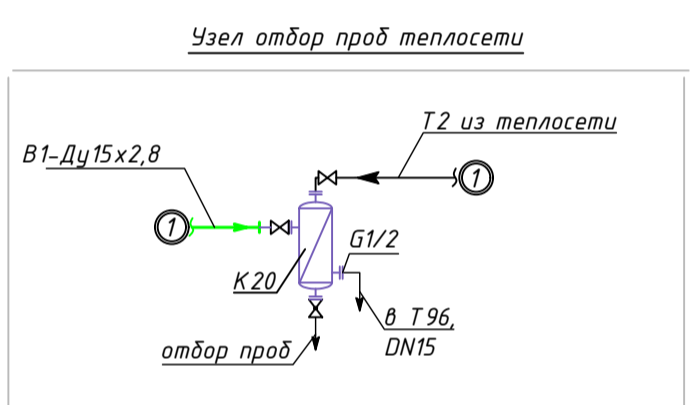 Узел отбор проб теплосети
Т2 из теплосети
В1-Ду15х2,8
1
1
G1/2
К20
в Т96,
DN15
отбор проб